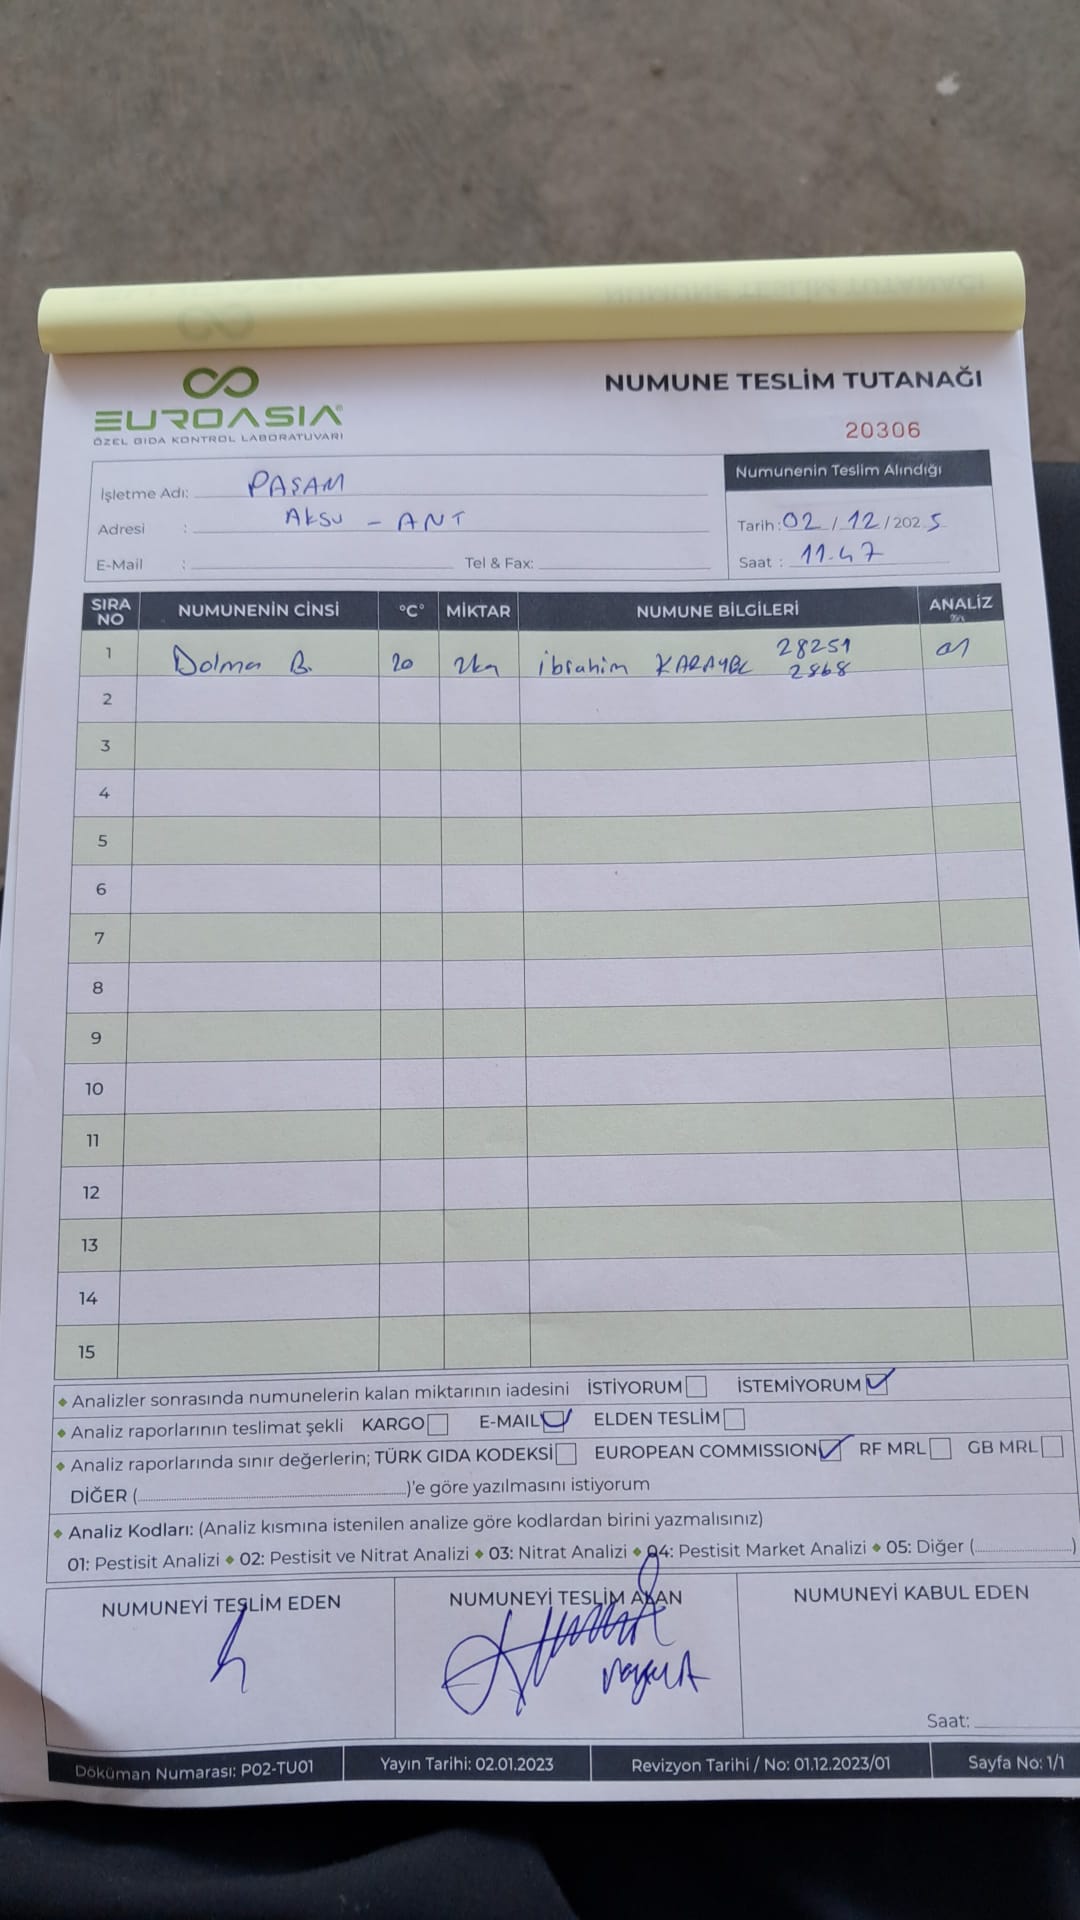 EUROASIA
ÖZEL GIDA KONTROL LABORATUVARI
NUMUNE TESLİM TUTANAĞI
20306
İşletme Adı: PAŞAM
Adresi : AKSU - ANT
E-Mail : Tel & Fax:
Numunenin Teslim Alındığı
Tarih: 02 / 12 / 2025
Saat : 11.47
SIRA NO NUMUNENİN CİNSİ °C° MİKTAR NUMUNE BİLGİLERİ ANALİZ
1 Dolma B. 20 2kg İbrahim KARAYEL 28251 01
2868
2
3
4
5
6
7
8
9
10
11
12
13
14
15
Analizler sonrasında numunelerin kalan miktarının iadesini İSTİYORUM İSTEMİYORUM
Analiz raporlarının teslimat şekli KARGO E-MAIL ELDEN TESLİM
Analiz raporlarında sınır değerlerin; TÜRK GIDA KODEKSİ EUROPEAN COMMISSION RF MRL GB MRL
DİĞER (..............................)'e göre yazılmasını istiyorum
Analiz Kodları: (Analiz kısmına istenilen analize göre kodlardan birini yazmalısınız)
01: Pestisit Analizi 02: Pestisit ve Nitrat Analizi 03: Nitrat Analizi 04: Pestisit Market Analizi 05: Diğer (....................)
NUMUNEYİ TESLİM EDEN NUMUNEYİ TESLİM ALAN NUMUNEYİ KABUL EDEN
Saat:
Döküman Numarası: P02-TU01 Yayın Tarihi: 02.01.2023 Revizyon Tarihi / No: 01.12.2023/01 Sayfa No: 1/1